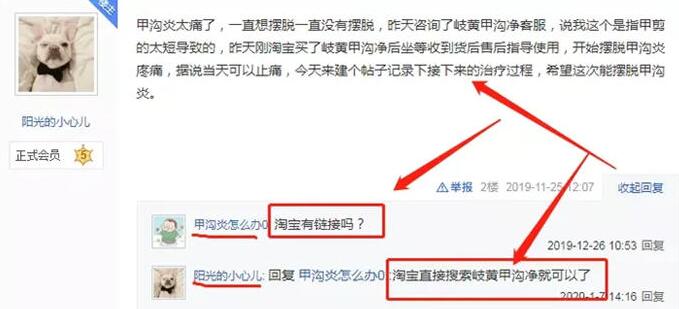 楼主
甲沟炎太痛了，一直想摆脱一直没有摆脱，昨天咨询了岐黄甲沟净客服，说我这个是指甲剪
的太短导致的，昨天刚淘宝买了岐黄甲沟净后坐等收到货后售后指导使用，开始摆脱甲沟炎
疼痛，据说当天可以止痛，今天来建个帖子记录下接下来的治疗过程，希望这次能摆脱甲沟
炎。
阳光的小心儿
正式会员 5
举报 2楼 2019-11-25 12:07 收起回复
甲沟炎怎么办0 淘宝有链接吗？
2019-12-26 10:53 回复
阳光的小心儿: 回复 甲沟炎怎么办0 :淘宝直接搜索岐黄甲沟净就可以了
2020-1-7 14:16 回复